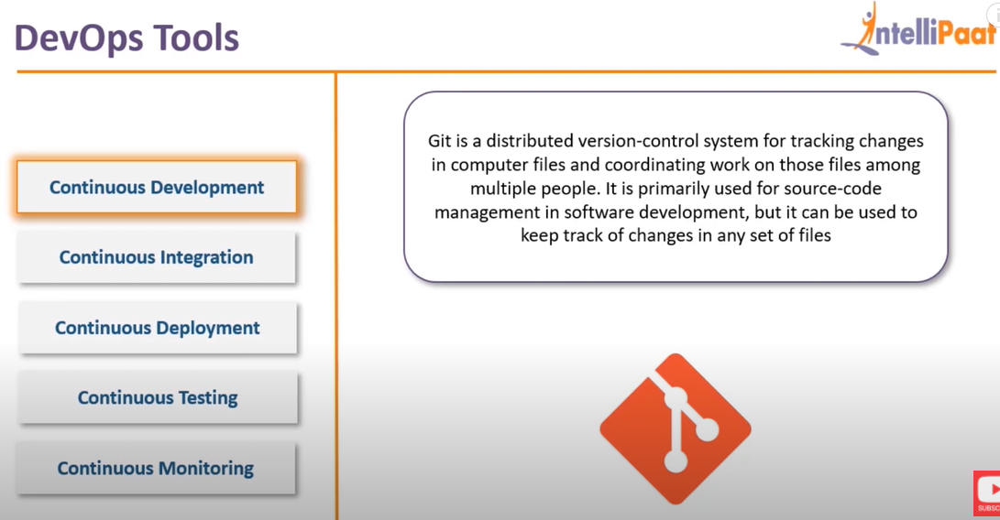 DevOps Tools
IntelliPaat
Continuous Development
Continuous Integration
Continuous Deployment
Continuous Testing
Continuous Monitoring
Git is a distributed version-control system for tracking changes
in computer files and coordinating work on those files among
multiple people. It is primarily used for source-code
management in software development, but it can be used to
keep track of changes in any set of files
SUBSC